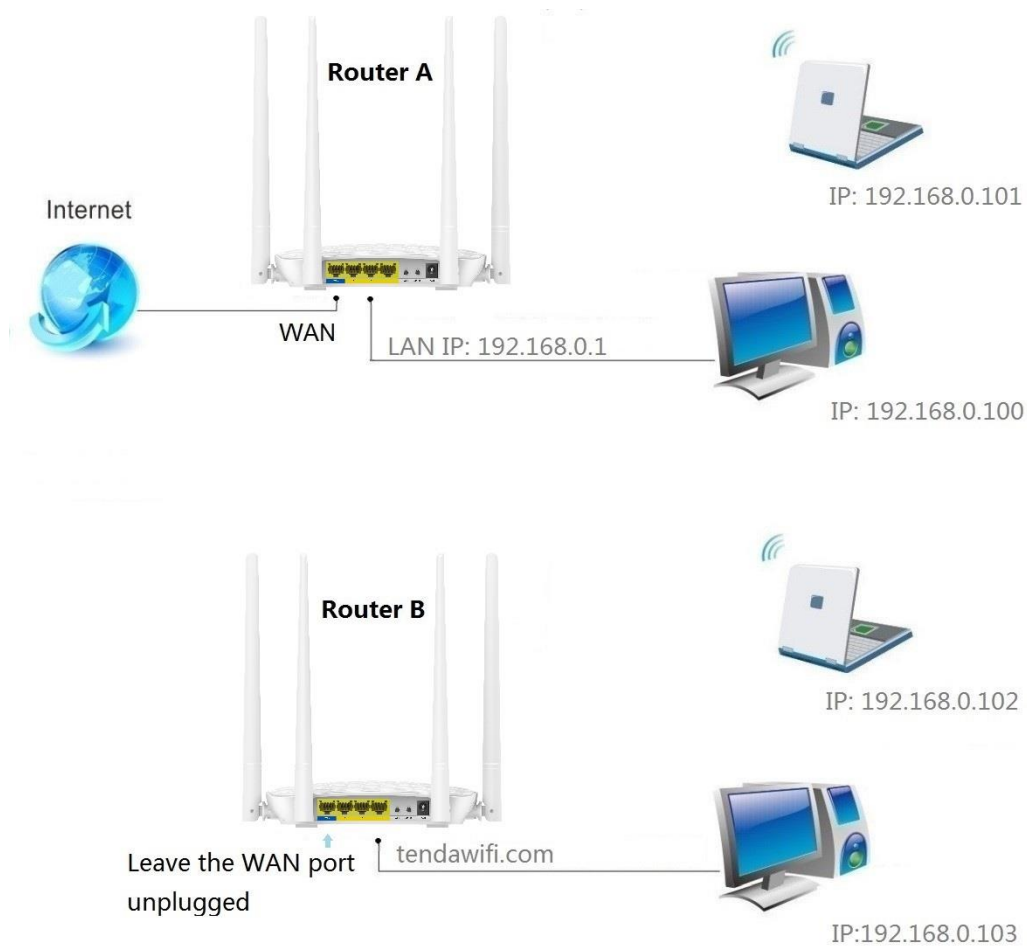 Router A
IP: 192.168.0.101
Internet
WAN
LAN IP: 192.168.0.1
IP: 192.168.0.100
Router B
IP: 192.168.0.102
Leave the WAN port
unplugged
tendawifi.com
IP:192.168.0.103